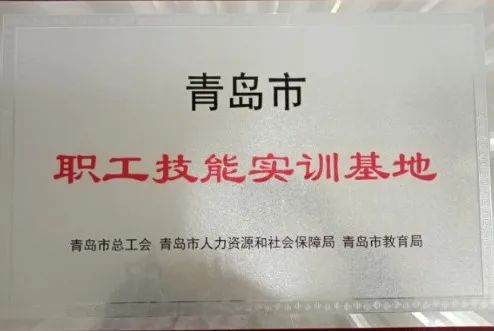 青岛市
职工技能实训基地
青岛市总工会 青岛市人力资源和社会保障局 青岛市教育局